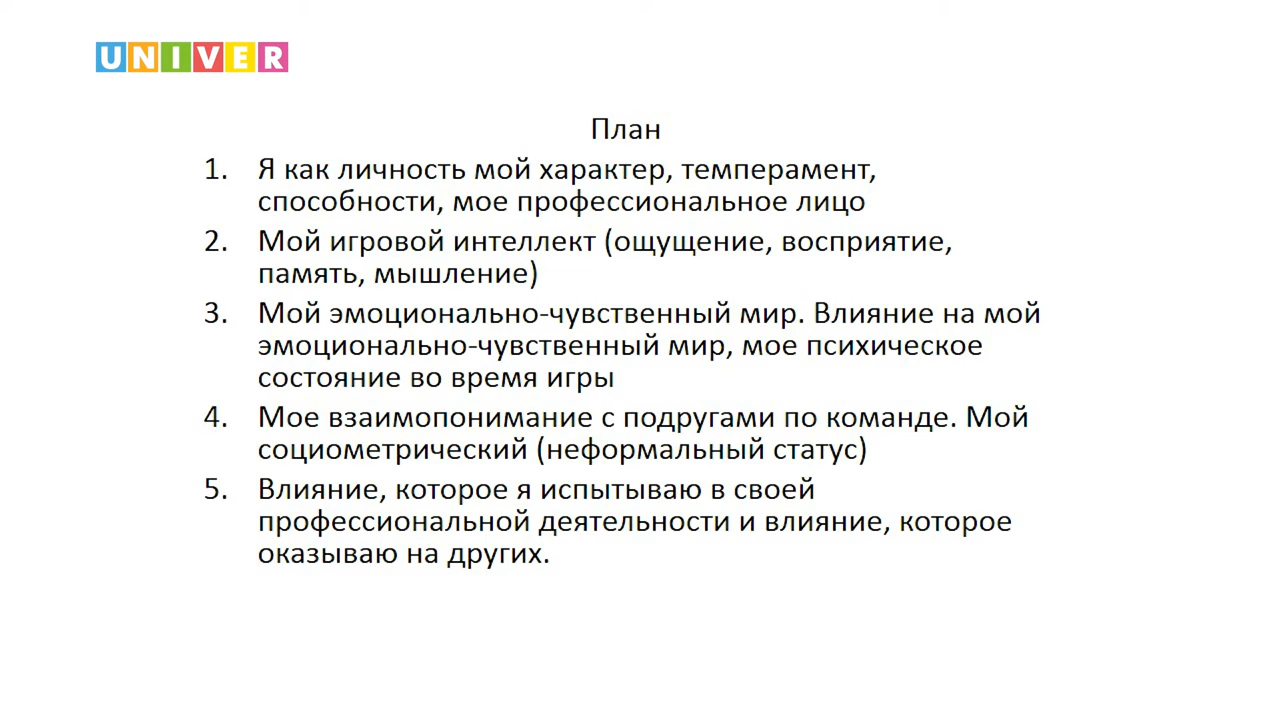 UNIVER
План
1. Я как личность мой характер, темперамент,
способности, мое профессиональное лицо
2. Мой игровой интеллект (ощущение, восприятие,
память, мышление)
3. Мой эмоционально-чувственный мир. Влияние на мой
эмоционально-чувственный мир, мое психическое
состояние во время игры
4. Мое взаимопонимание с подругами по команде. Мой
социометрический (неформальный статус)
5. Влияние, которое я испытываю в своей
профессиональной деятельности и влияние, которое
оказываю на других.